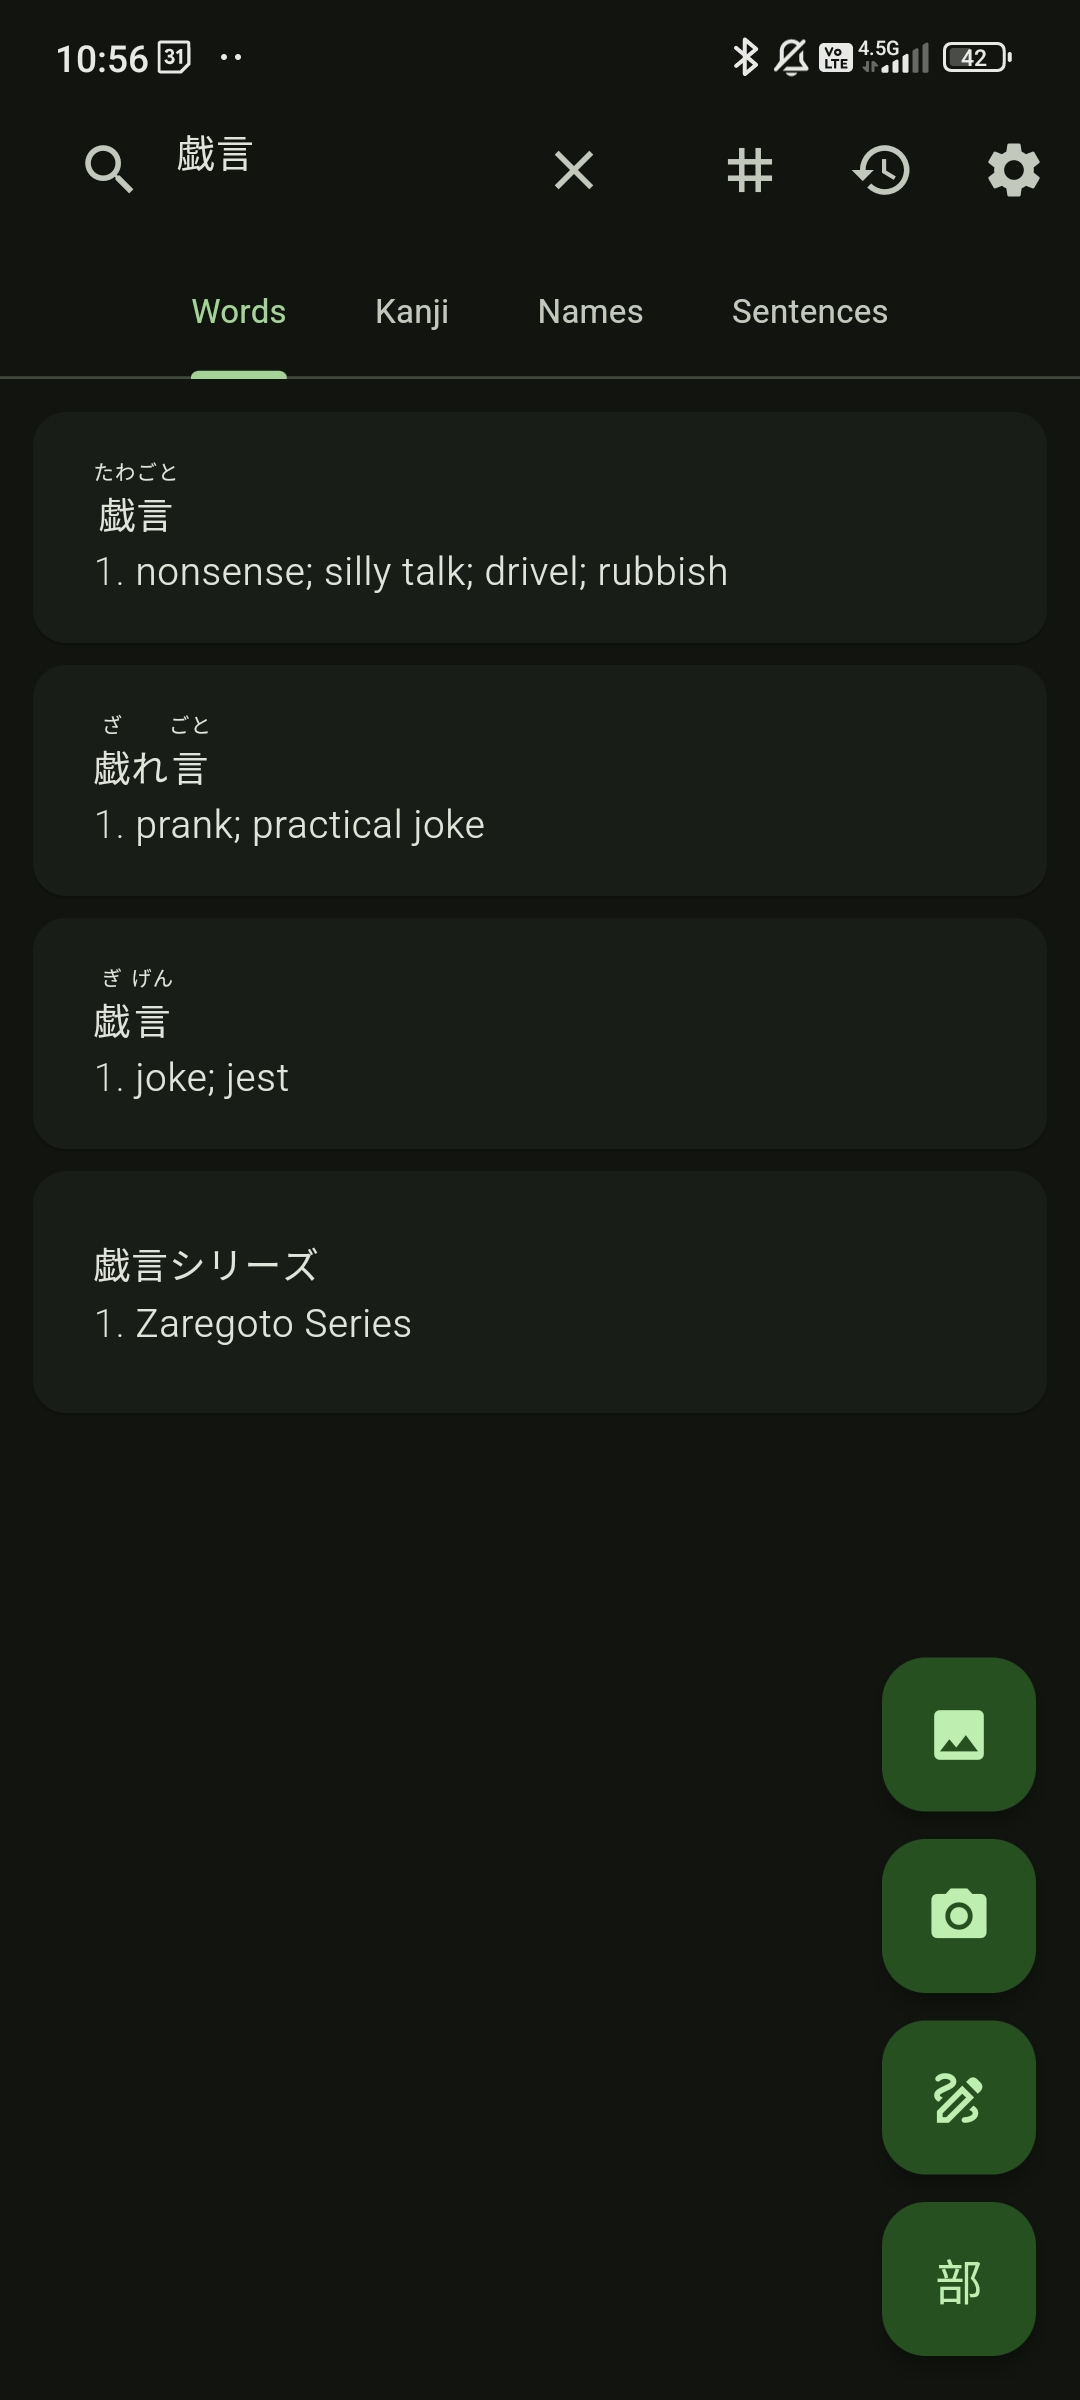 10:56 31 VoLTE 4.5G 42
戯言
Words Kanji Names Sentences
たわごと
戯言
1. nonsense; silly talk; drivel; rubbish
ざ ごと
戯れ言
1. prank; practical joke
ぎ げん
戯言
1. joke; jest
戯言シリーズ
1. Zaregoto Series
部